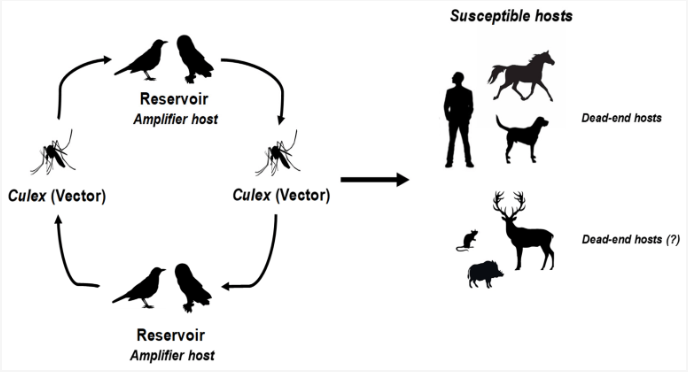 Susceptible hosts
Reservoir
Amplifier host
Dead-end hosts
Culex (Vector)
Culex (Vector)
Dead-end hosts (?)
Reservoir
Amplifier host